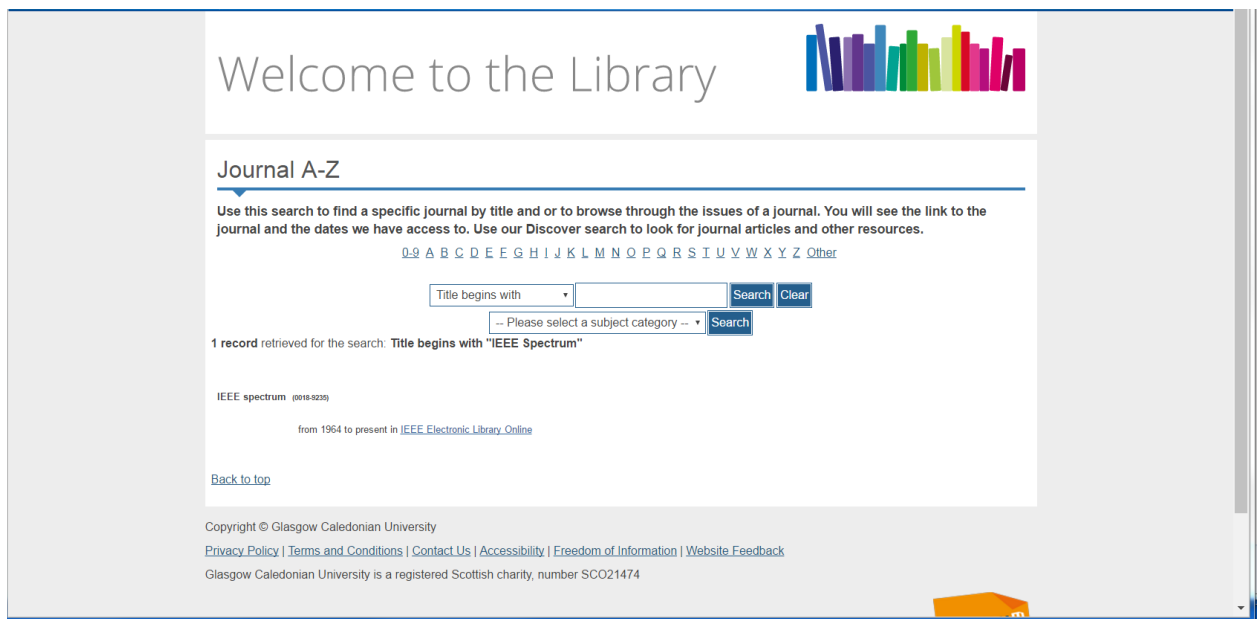 Welcome to the Library
Journal A-Z
Use this search to find a specific journal by title and or to browse through the issues of a journal. You will see the link to the
journal and the dates we have access to. Use our Discover search to look for journal articles and other resources.
0-9 A B C D E F G H I J K L M N O P Q R S T U V W X Y Z Other
Title begins with Search Clear
-- Please select a subject category -- Search
1 record retrieved for the search: Title begins with "IEEE Spectrum"
IEEE spectrum (0018-9235)
from 1964 to present in IEEE Electronic Library Online
Back to top
Copyright © Glasgow Caledonian University
Privacy Policy | Terms and Conditions | Contact Us | Accessibility | Freedom of Information | Website Feedback
Glasgow Caledonian University is a registered Scottish charity, number SCO21474